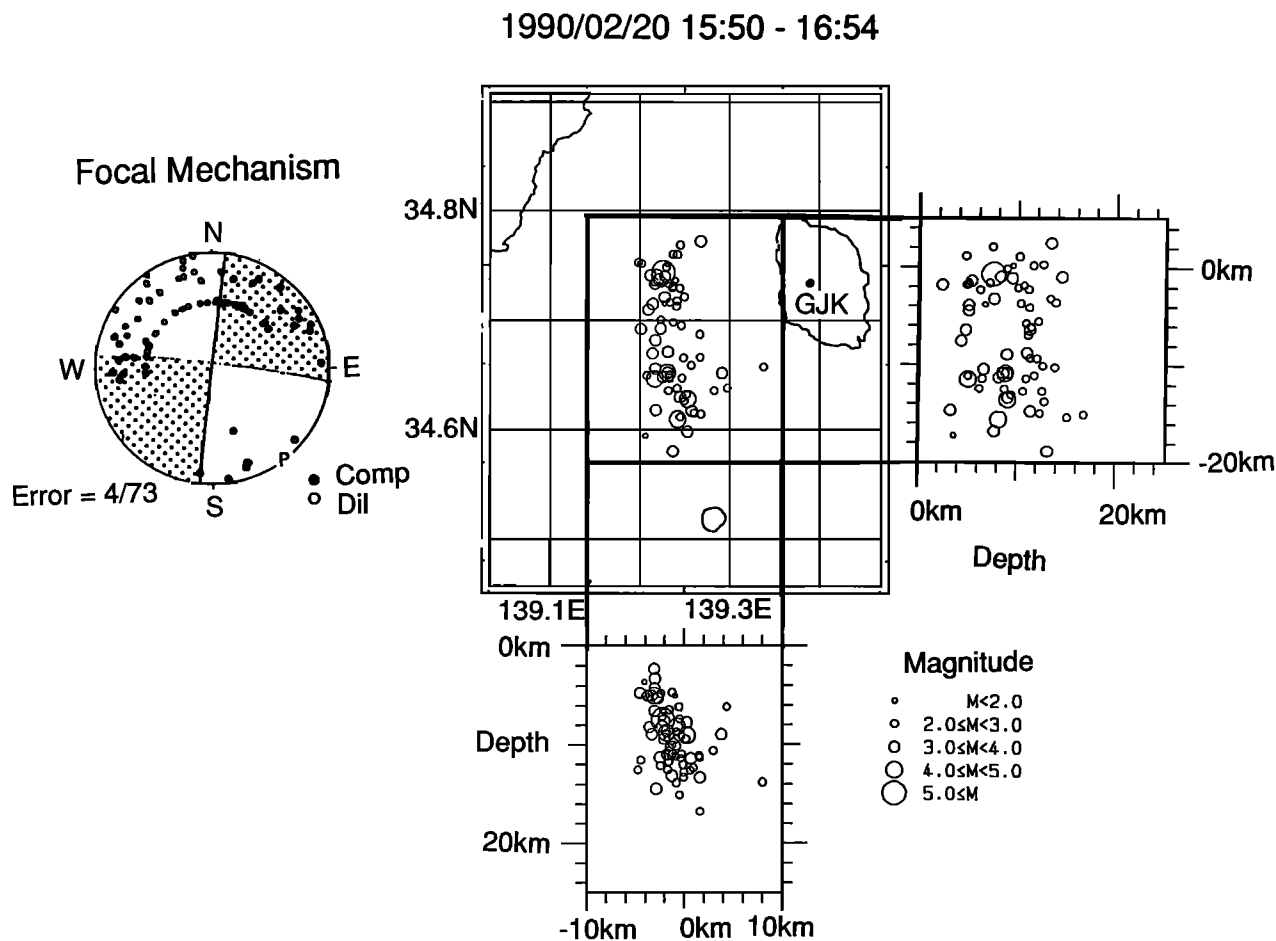 1990/02/20 15:50 - 16:54
Focal Mechanism
N
W
E
S
P
Error = 4/73
Comp
Dil
34.8N
34.6N
GJK
139.1E
139.3E
0km
-20km
0km
20km
Depth
0km
Depth
20km
-10km
0km
10km
Magnitude
M<2.0
2.0≤M<3.0
3.0≤M<4.0
4.0≤M<5.0
5.0≤M